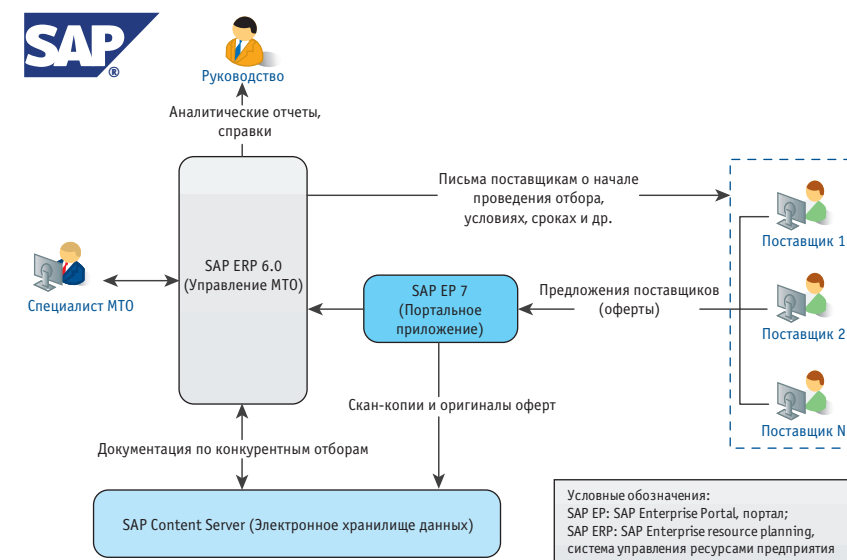 SAP
®
Руководство
Аналитические отчеты,
справки
Письма поставщикам о начале
проведения отбора,
условиях, сроках и др.
Поставщик 1
SAP ERP 6.0
(Управление МТО)
Специалист МТО
SAP EP 7
(Портальное
приложение)
Предложения поставщиков
(оферты)
Поставщик 2
Скан-копии и оригиналы оферт
Поставщик N
Документация по конкурентным отборам
SAP Content Server (Электронное хранилище данных)
Условные обозначения:
SAP EP: SAP Enterprise Portal, портал;
SAP ERP: SAP Enterprise resource planning,
система управления ресурсами предприятия